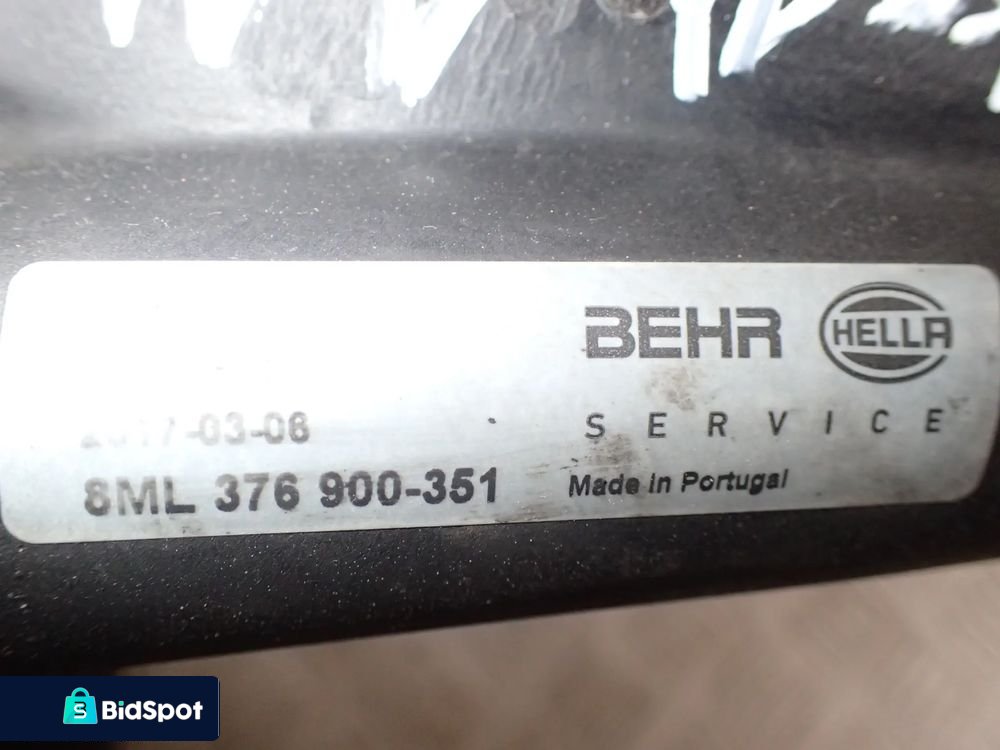 BEHR
HELLA
SERVICE
8ML 376 900-351
Made in Portugal
BidSpot